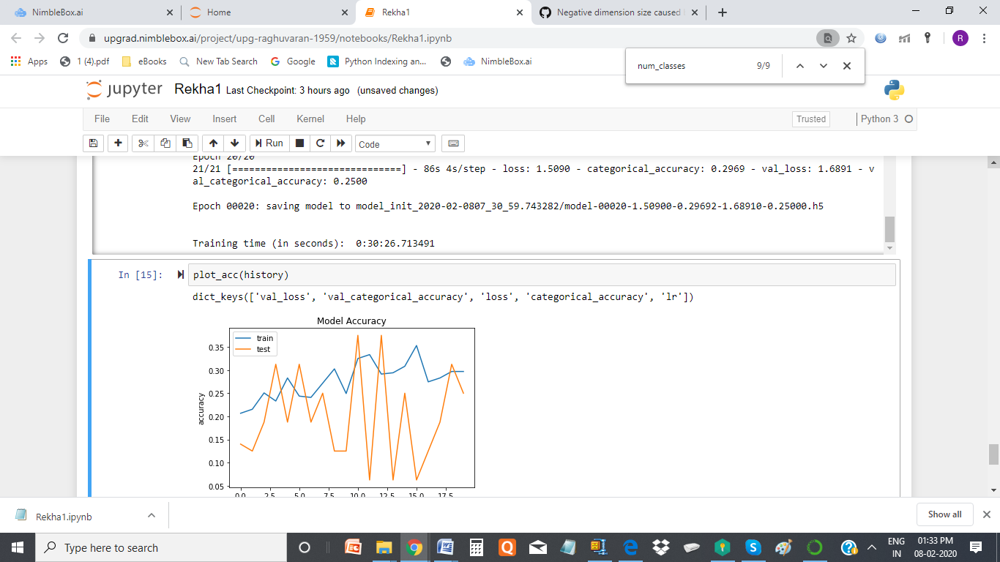 NimbleBox.ai
Home
Rekha1
Negative dimension size caused
upgrad.nimblebox.ai/project/upg-raghuvaran-1959/notebooks/Rekha1.ipynb
R
Apps
1 (4).pdf
eBooks
New Tab Search
Google
Python Indexing an...
NimbleBox.ai
num_classes
9/9
jupyter
Rekha1 Last Checkpoint: 3 hours ago (unsaved changes)
File Edit View Insert Cell Kernel Help
Trusted
Python 3
Run
Code
Epoch 20/20
21/21 [==============================] - 86s 4s/step - loss: 1.5090 - categorical_accuracy: 0.2969 - val_loss: 1.6891 - v
al_categorical_accuracy: 0.2500
Epoch 00020: saving model to model_init_2020-02-0807_30_59.743282/model-00020-1.50900-0.29692-1.68910-0.25000.h5
Training time (in seconds):  0:30:26.713491
In [15]:
plot_acc(history)
dict_keys(['val_loss', 'val_categorical_accuracy', 'loss', 'categorical_accuracy', 'lr'])
Model Accuracy
train
test
0.35
0.30
0.25
0.20
0.15
0.10
0.05
accuracy
0.0 2.5 5.0 7.5 10.0 12.5 15.0 17.5
Rekha1.ipynb
Show all
Type here to search
ENG
IN
01:33 PM
08-02-2020